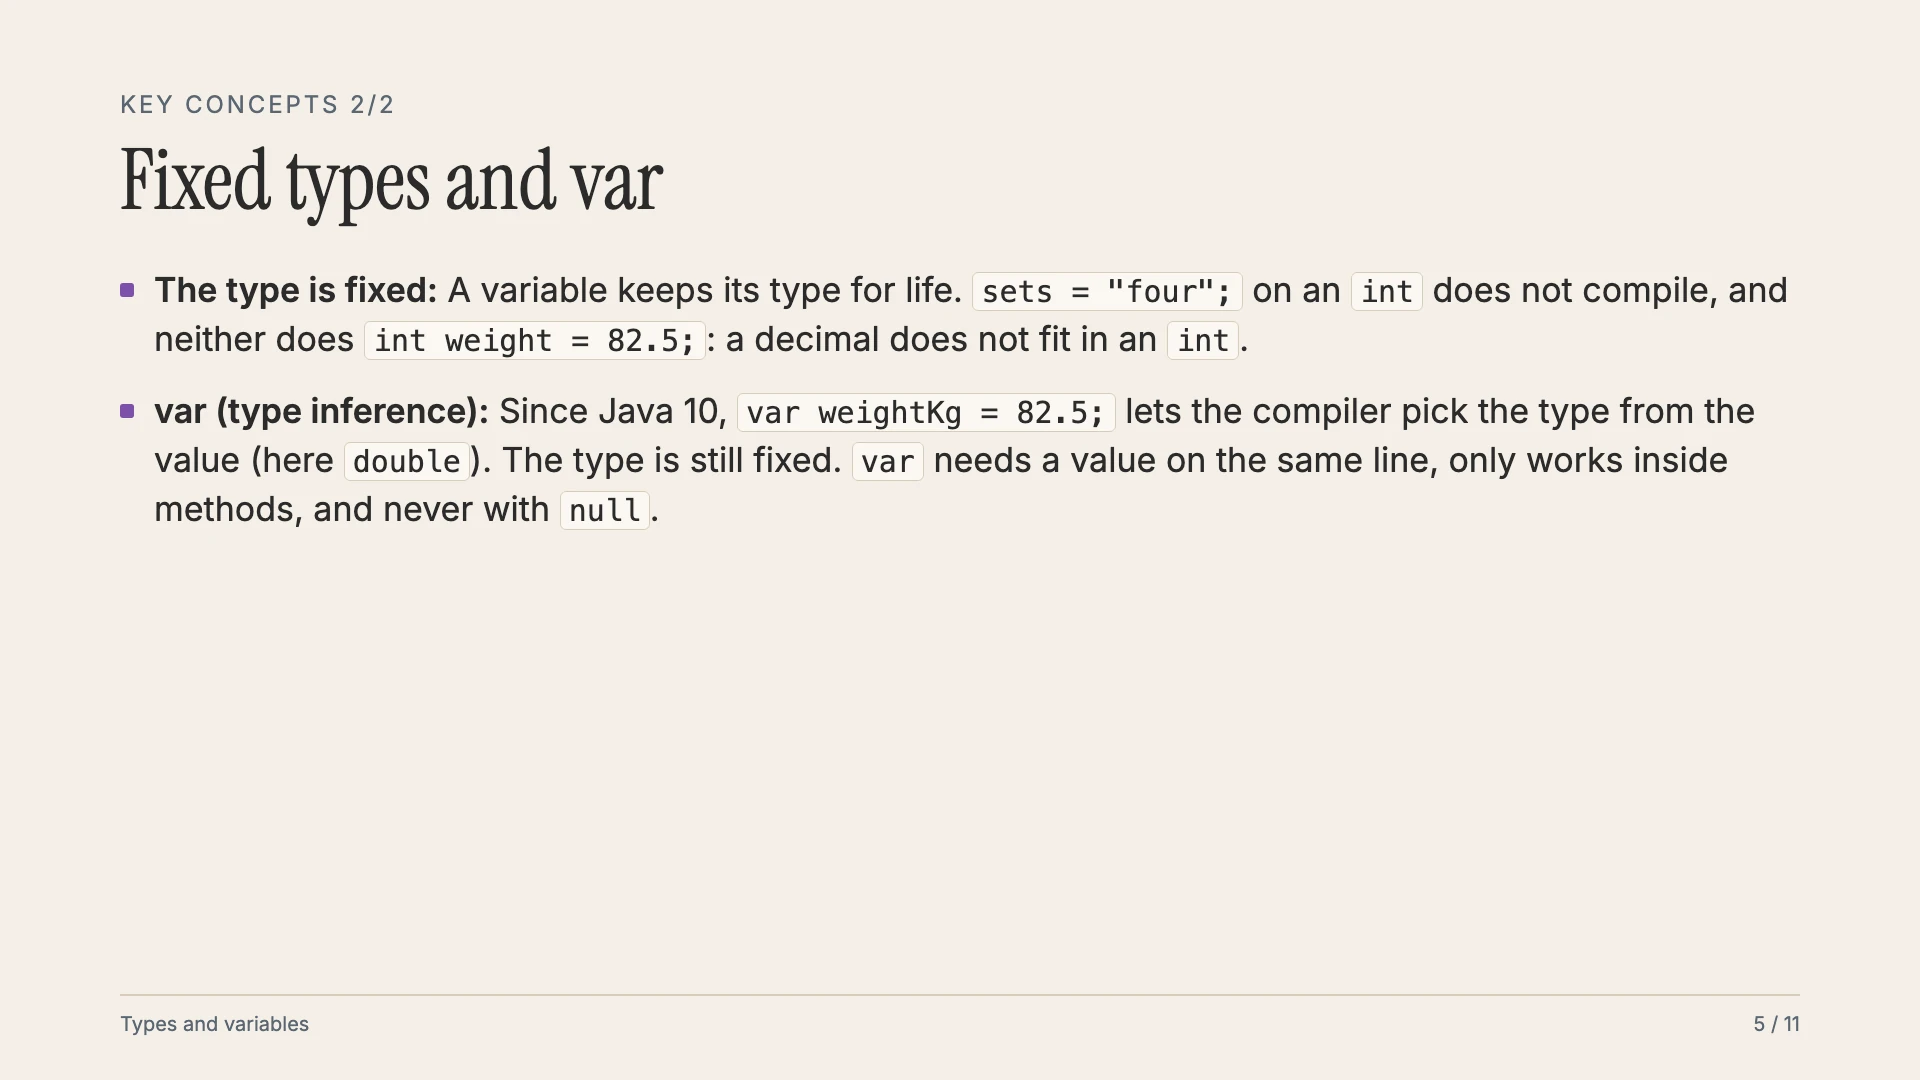 KEY CONCEPTS 2/2
Fixed types and var
The type is fixed: A variable keeps its type for life. sets = "four"; on an int does not compile, and
neither does int weight = 82.5;: a decimal does not fit in an int.
var (type inference): Since Java 10, var weightKg = 82.5; lets the compiler pick the type from the
value (here double). The type is still fixed. var needs a value on the same line, only works inside
methods, and never with null.
Types and variables
5 / 11